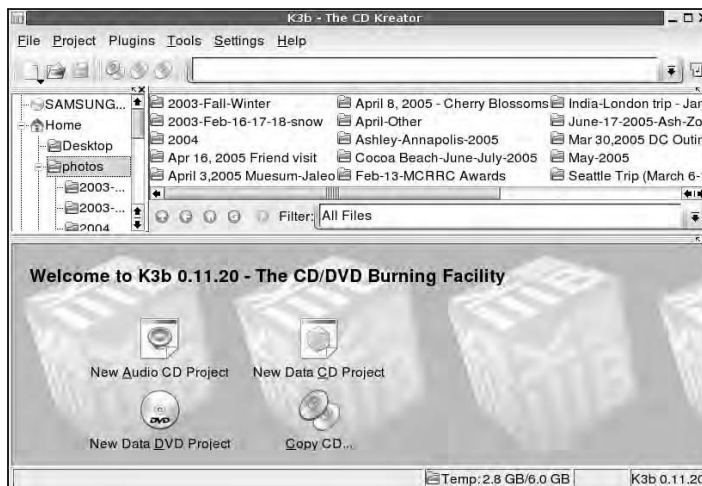 K3b - The CD Kreator
File Project Plugins Tools Settings Help
SAMSUNG...
Home
Desktop
photos
2003-...
2003-...
2004
2003-Fall-Winter
2003-Feb-16-17-18-snow
2004
Apr 16, 2005 Friend visit
April 3,2005 Muesum-Jaleo
April 8, 2005 - Cherry Blossoms
April-Other
Ashley-Annapolis-2005
Cocoa Beach-June-July-2005
Feb-13-MCRRC Awards
India-London trip - Jan
June-17-2005-Ash-Zo
Mar 30,2005 DC Outin
May-2005
Seattle Trip (March 6-
Filter: All Files
Welcome to K3b 0.11.20 - The CD/DVD Burning Facility
New Audio CD Project New Data CD Project
DVD
New Data DVD Project Copy CD...
Temp: 2.8 GB/6.0 GB K3b 0.11.20